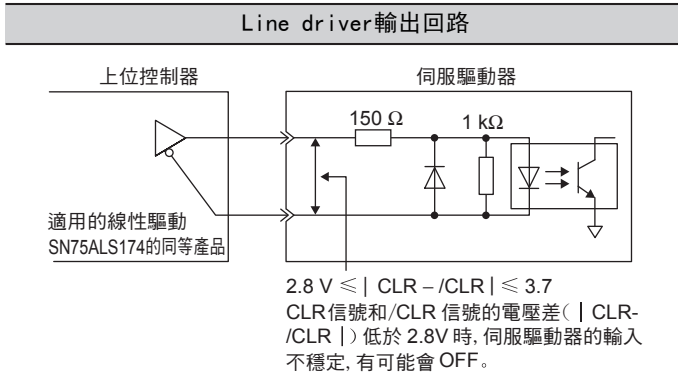 Line driver輸出回路
上位控制器
伺服驅動器
150 Ω
1 kΩ
適用的線性驅動
SN75ALS174的同等產品
2.8 V ≤ | CLR – /CLR | ≤ 3.7
CLR信號和/CLR 信號的電壓差( | CLR-
/CLR | ) 低於 2.8V 時, 伺服驅動器的輸入
不穩定, 有可能會 OFF。